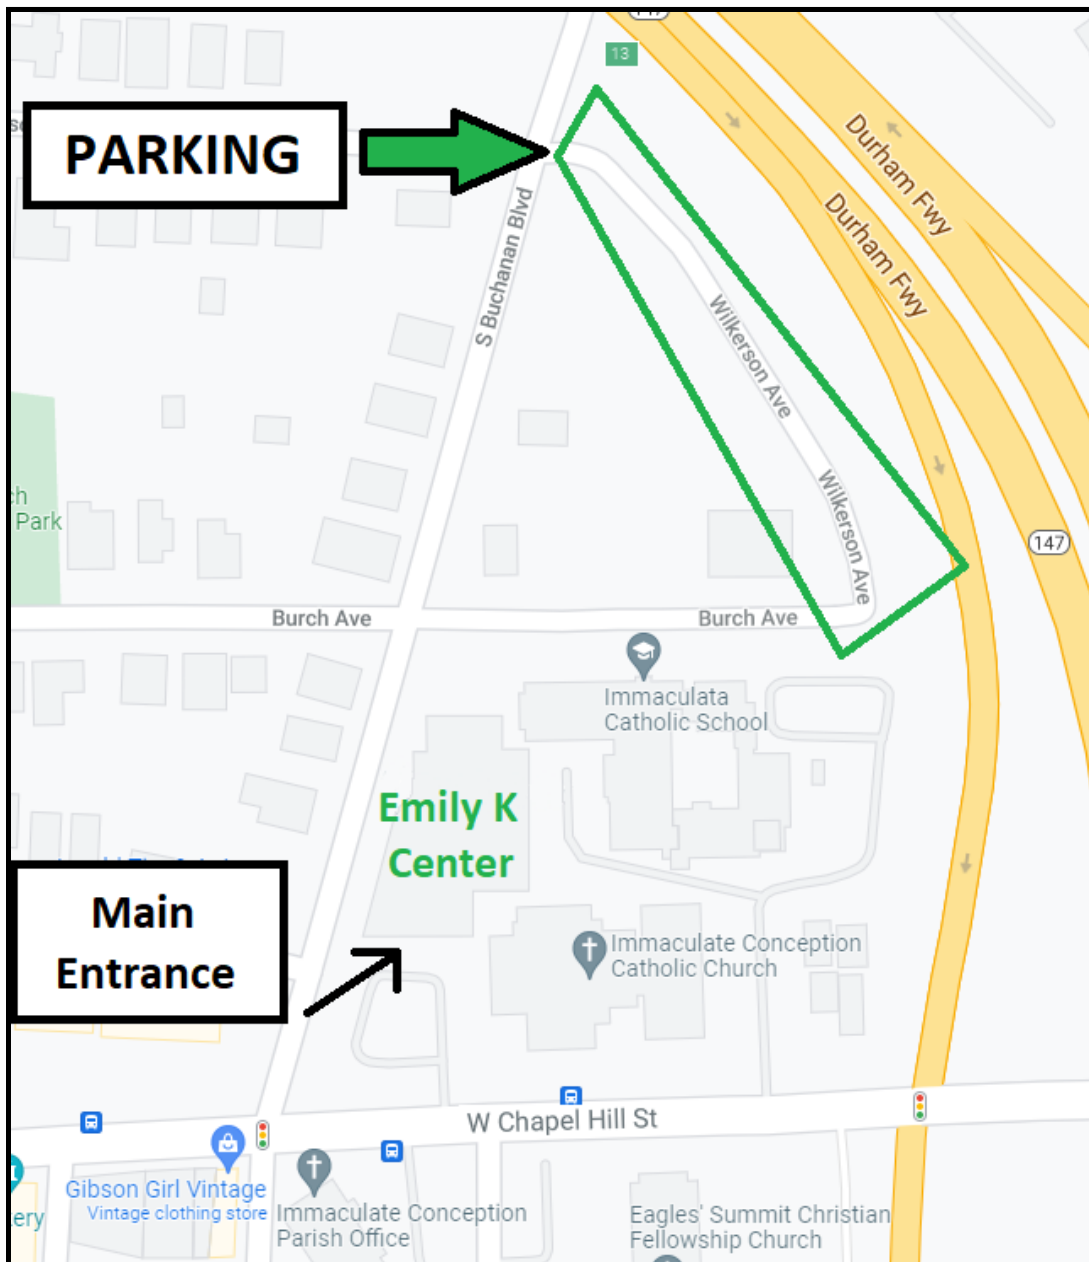 147
13
PARKING
Durham Fwy
Durham Fwy
S Buchanan Blvd
Wilkerson Ave
Wilkerson Ave
Park
147
Burch Ave
Burch Ave
Immaculata
Catholic School
Emily K
Center
Main
Entrance
Immaculate Conception
Catholic Church
W Chapel Hill St
Gibson Girl Vintage
Vintage clothing store
Immaculate Conception
Parish Office
Eagles' Summit Christian
Fellowship Church